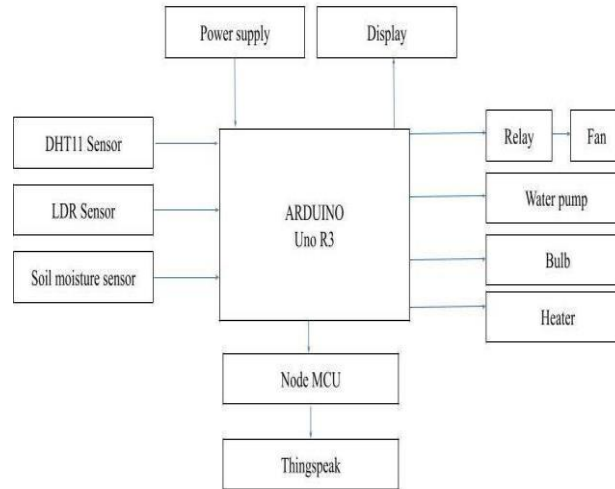 Power supply
Display
DHT11 Sensor
LDR Sensor
Soil moisture sensor
ARDUINO
Uno R3
Relay
Fan
Water pump
Bulb
Heater
Node MCU
Thingspeak